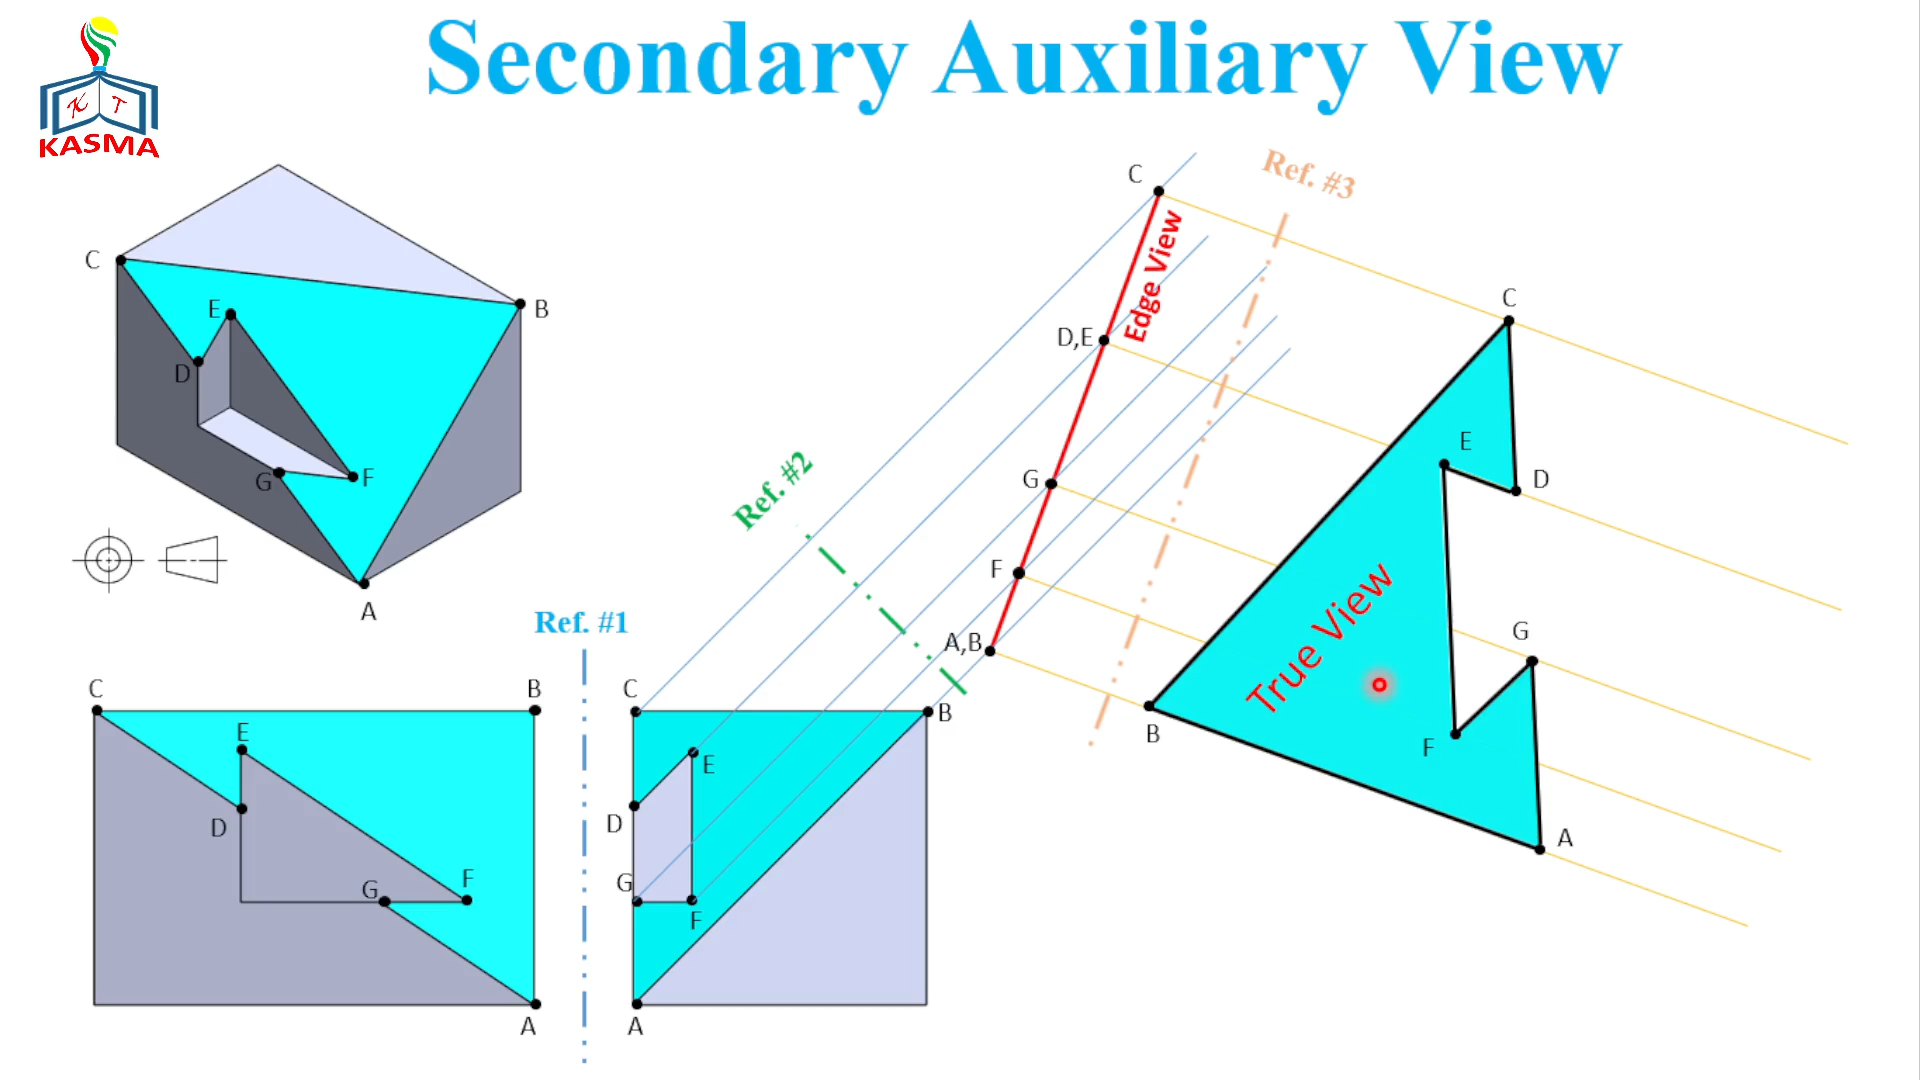 Secondary Auxiliary View
K T
KASMA
C
B
E
D
F
G
A
Ref. #1
Ref. #2
Ref. #3
C
Edge View
D,E
G
F
A,B
C
E
D
G
True View
B
F
A
C
B
E
D
F
G
A
C
B
E
D
G
F
A